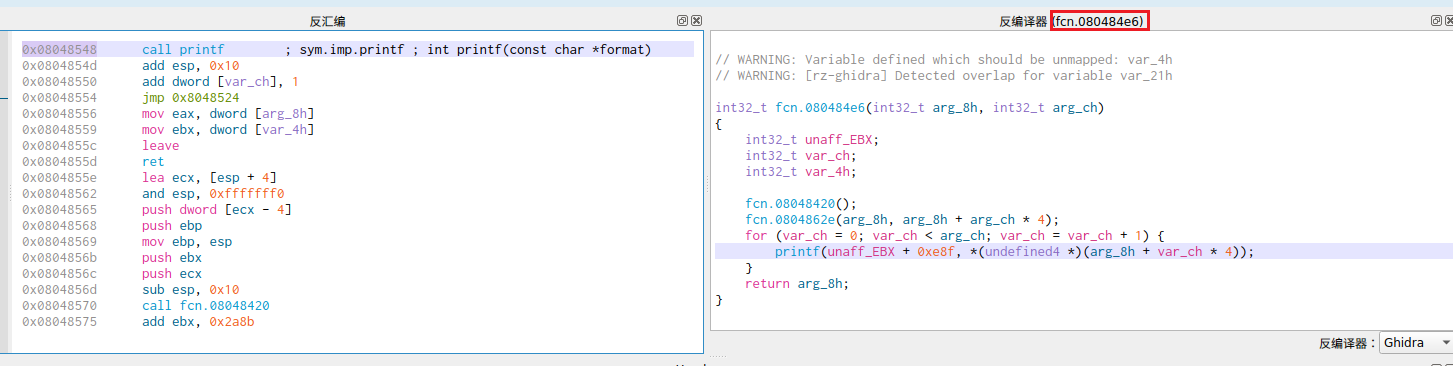 反汇编
0x08048548 call printf ; sym.imp.printf ; int printf(const char *format)
0x0804854d add esp, 0x10
0x08048550 add dword [var_ch], 1
0x08048554 jmp 0x8048524
0x08048556 mov eax, dword [arg_8h]
0x08048559 mov ebx, dword [var_4h]
0x0804855c leave
0x0804855d ret
0x0804855e lea ecx, [esp + 4]
0x08048562 and esp, 0xfffffff0
0x08048565 push dword [ecx - 4]
0x08048568 push ebp
0x08048569 mov ebp, esp
0x0804856b push ebx
0x0804856c push ecx
0x0804856d sub esp, 0x10
0x08048570 call fcn.08048420
0x08048575 add ebx, 0x2a8b
反编译器 (fcn.080484e6)
// WARNING: Variable defined which should be unmapped: var_4h
// WARNING: [rz-ghidra] Detected overlap for variable var_21h
int32_t fcn.080484e6(int32_t arg_8h, int32_t arg_ch)
{
int32_t unaff_EBX;
int32_t var_ch;
int32_t var_4h;
fcn.08048420();
fcn.0804862e(arg_8h, arg_8h + arg_ch * 4);
for (var_ch = 0; var_ch < arg_ch; var_ch = var_ch + 1) {
printf(unaff_EBX + 0xe8f, *(undefined4 *)(arg_8h + var_ch * 4));
}
return arg_8h;
}
反编译器：Ghidra